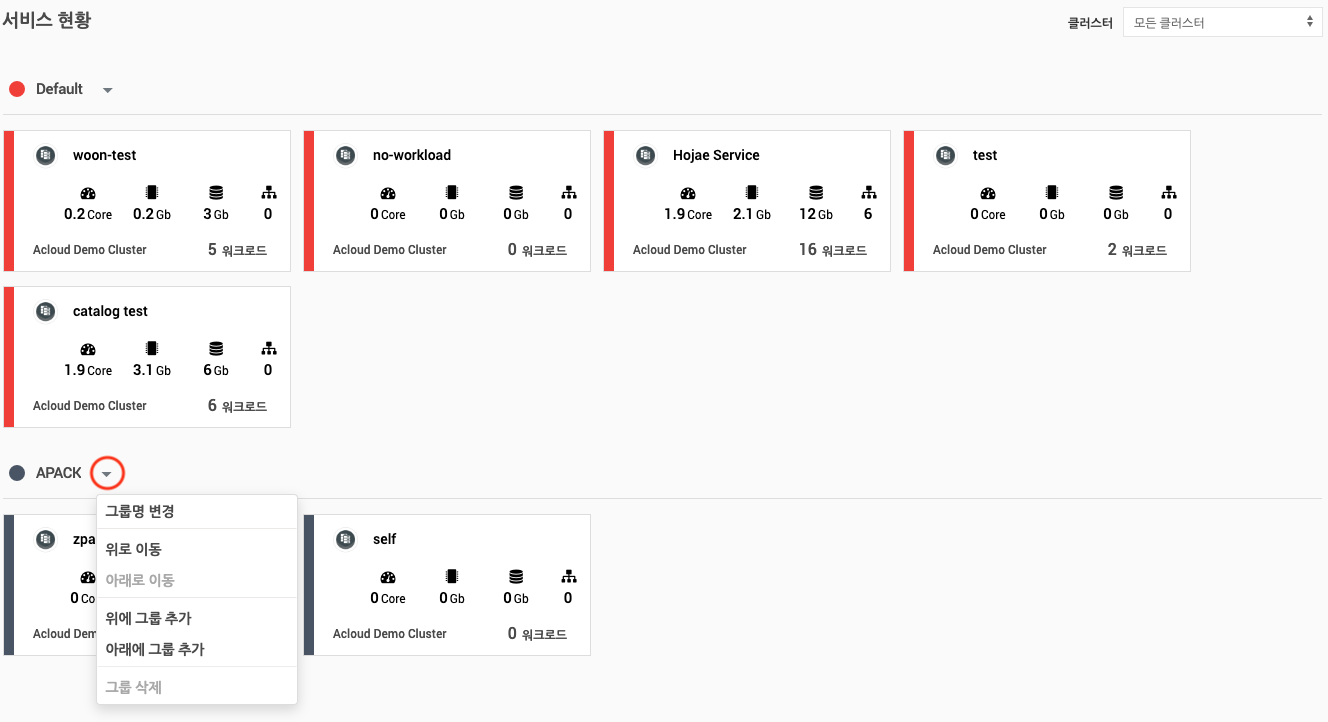 서비스 현황
클러스터 모든 클러스터
Default
woon-test
0.2 Core 0.2 Gb 3 Gb 0
Acloud Demo Cluster 5 워크로드
no-workload
0 Core 0 Gb 0 Gb 0
Acloud Demo Cluster 0 워크로드
Hojae Service
1.9 Core 2.1 Gb 12 Gb 6
Acloud Demo Cluster 16 워크로드
test
0 Core 0 Gb 0 Gb 0
Acloud Demo Cluster 2 워크로드
catalog test
1.9 Core 3.1 Gb 6 Gb 0
Acloud Demo Cluster 6 워크로드
APACK
그룹명 변경
위로 이동
아래로 이동
위에 그룹 추가
아래에 그룹 추가
그룹 삭제
zpa
0 Co
Acloud Dem
self
0 Core 0 Gb 0 Gb 0
Acloud Demo Cluster 0 워크로드